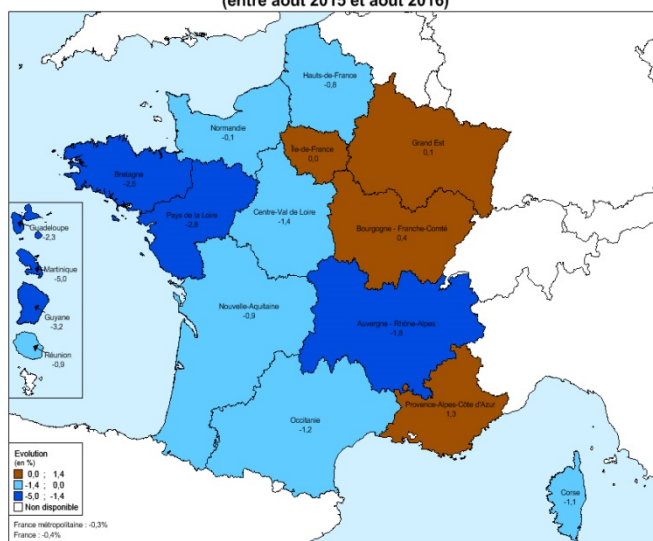 (entre août 2015 et août 2016)
Hauts-de-France
-0,8
Normandie
-0,1
Île-de-France
0,0
Grand Est
0,1
Bretagne
-2,5
Pays de la Loire
Centre-Val de Loire
-1,4
Bourgogne - Franche-Comté
0,4
Guadeloupe
-2,3
Martinique
-5,0
Guyane
-3,2
Réunion
-0,9
Nouvelle-Aquitaine
-0,9
Auvergne - Rhône-Alpes
-1,8
Provence-Alpes-Côte d'Azur
1,3
Occitanie
-1,2
Corse
-1,1
Evolution
(en %)
0,0 ; 1,4
-1,4 ; 0,0
-5,0 ; -1,4
Non disponible
France métropolitaine : -0,3%
France : -0,4%